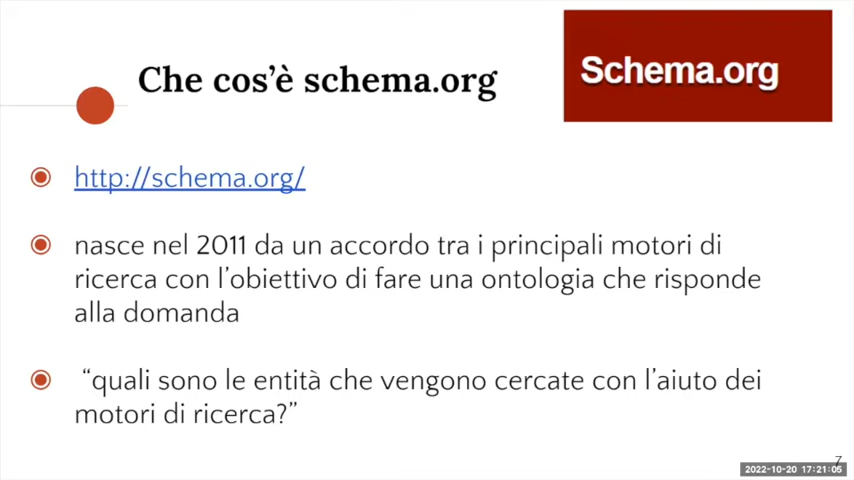 Che cos’è schema.org
Schema.org
http://schema.org/
nasce nel 2011 da un accordo tra i principali motori di
ricerca con l’obiettivo di fare una ontologia che risponde
alla domanda
“quali sono le entità che vengono cercate con l’aiuto dei
motori di ricerca?”
7
2022-10-20 17:21:05